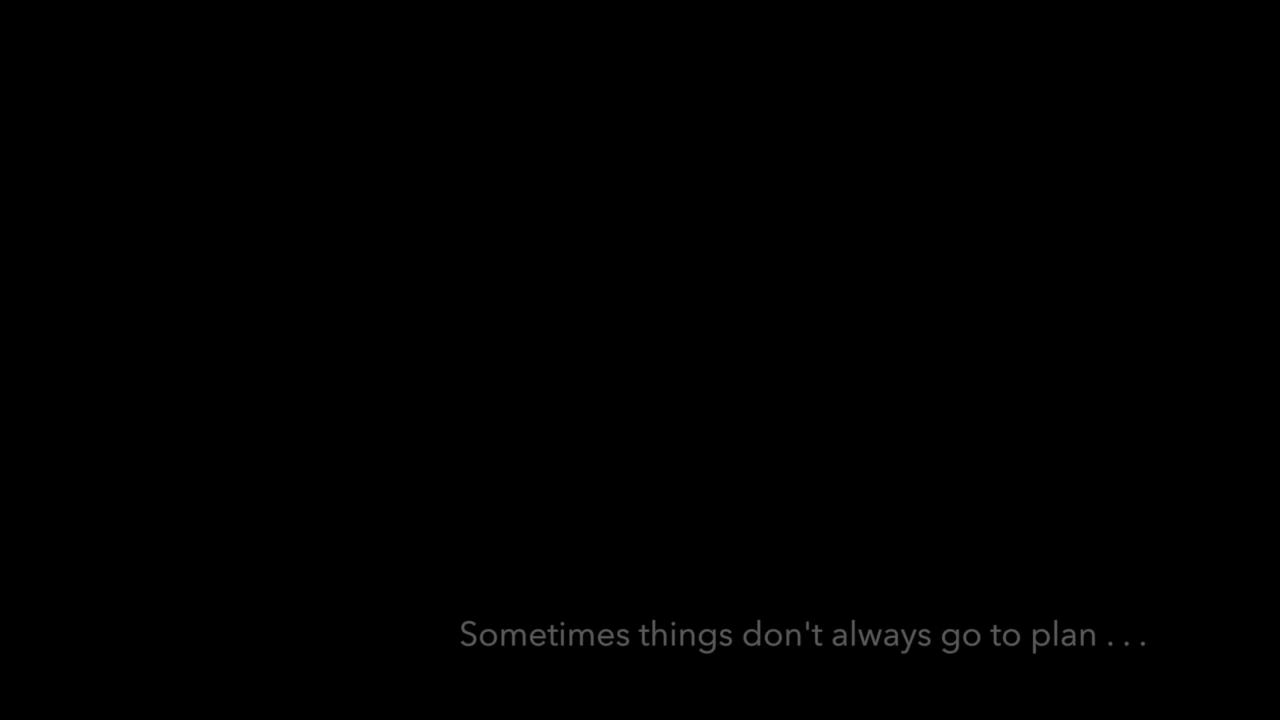 Sometimes things don't always go to plan . . .